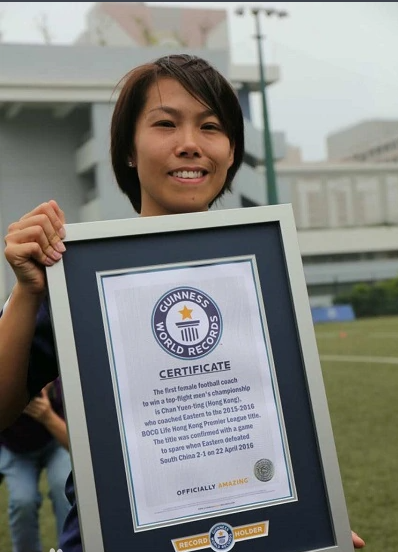 GUINNESS
WORLD RECORDS
CERTIFICATE
The first female football coach
to win a top-flight men's championship
is Chan Yuen-ting (Hong Kong),
who coached Eastern to the 2015-2016
BOCG Life Hong Kong Premier League title.
The title was confirmed with a game
to spare when Eastern defeated
South China 2-1 on 22 April 2016
OFFICIALLY AMAZING
RECORD HOLDER